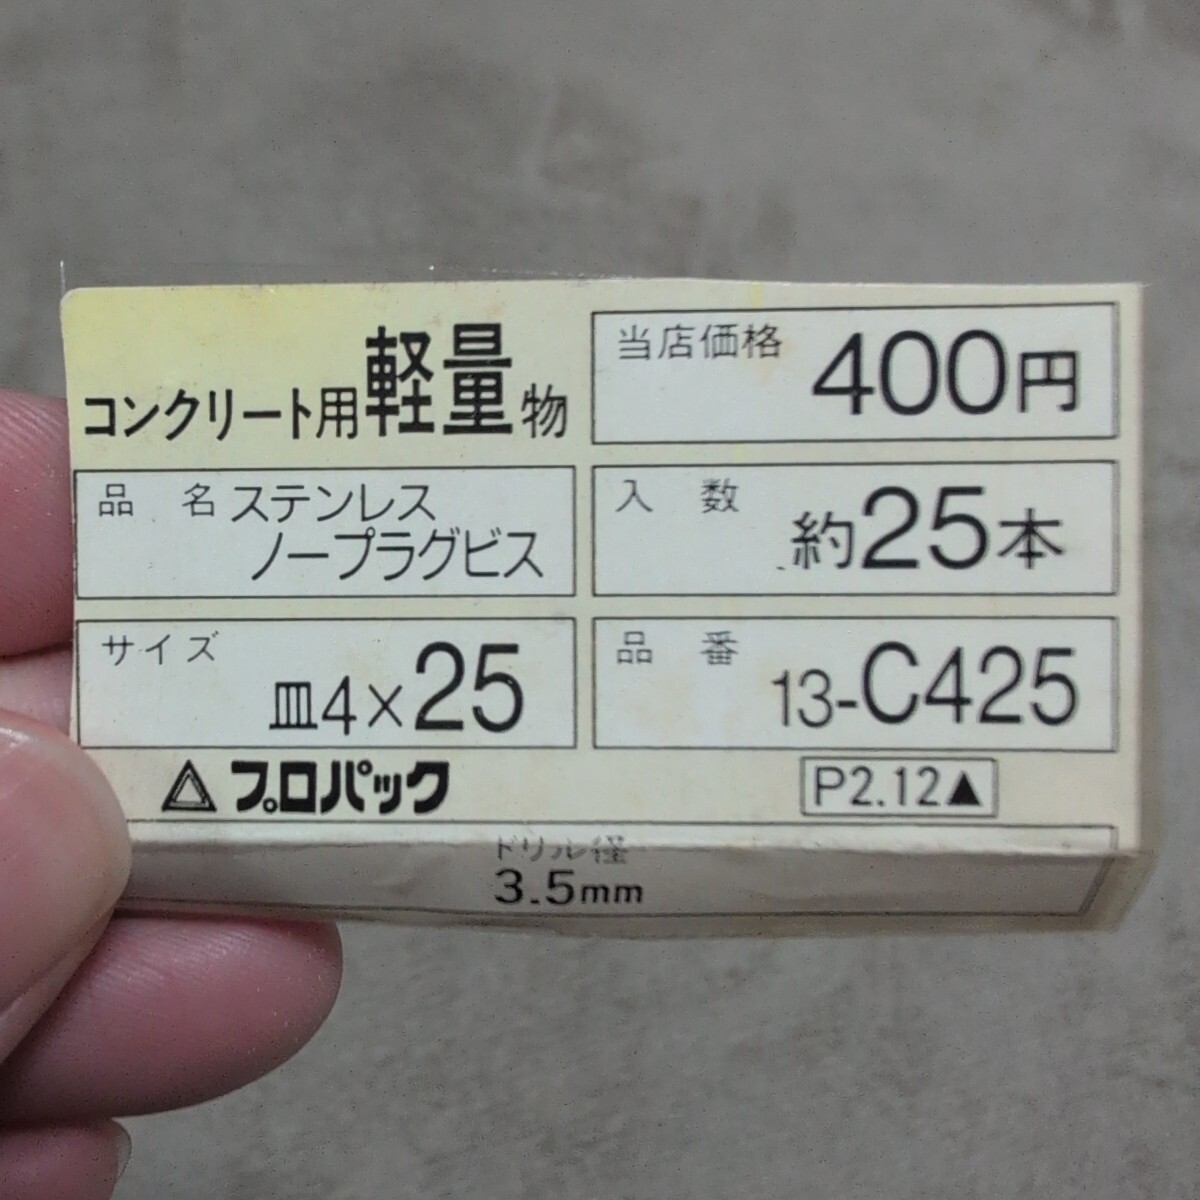 コンクリート用軽量物
当店価格 400円
品名 ステンレス
ノープラグビス
入数 約25本
サイズ 皿4×25
品番 13-C425
プロパック
P2.12▲
ドリル径
3.5mm